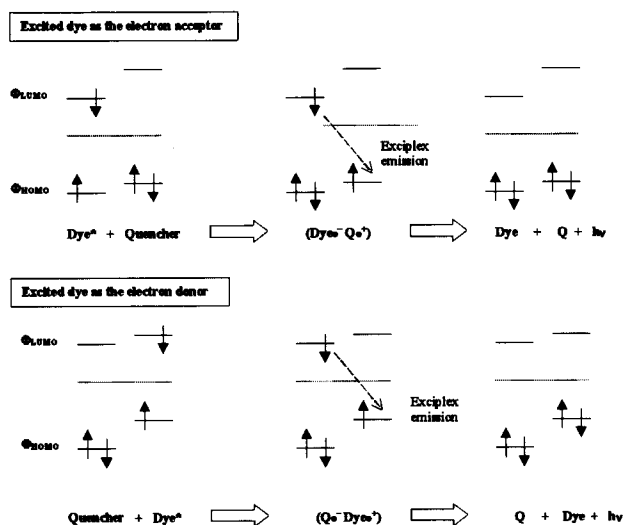 Excited dye as the electron acceptor
ΦLUMO
Exciplex
emission
ΦHOMO
Dye* + Quencher
(Dye•⁻ Q•⁺)
Dye + Q + hν
Excited dye as the electron donor
ΦLUMO
Exciplex
emission
ΦHOMO
Quencher + Dye*
(Q•⁻ Dye•⁺)
Q + Dye + hν